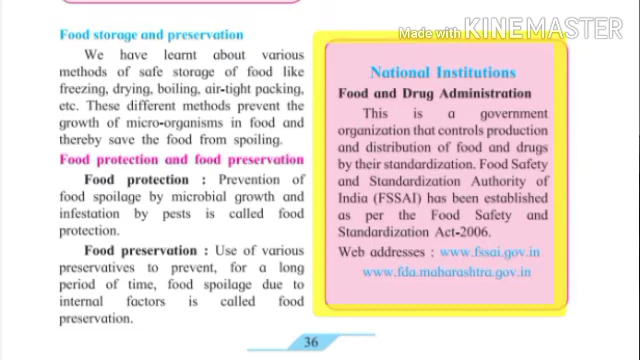 Made with KINEMASTER
Food storage and preservation
We have learnt about various
methods of safe storage of food like
freezing, drying, boiling, air-tight packing,
etc. These different methods prevent the
growth of micro-organisms in food and
thereby save the food from spoiling.
Food protection and food preservation
Food protection : Prevention of
food spoilage by microbial growth and
infestation by pests is called food
protection.
Food preservation : Use of various
preservatives to prevent, for a long
period of time, food spoilage due to
internal factors is called food
preservation.
National Institutions
Food and Drug Administration
This is a government
organization that controls production
and distribution of food and drugs
by their standardization. Food Safety
and Standardization Authority of
India (FSSAI) has been established
as per the Food Safety and
Standardization Act-2006.
Web addresses : www.fssai.gov.in
www.fda.maharashtra.gov.in
36